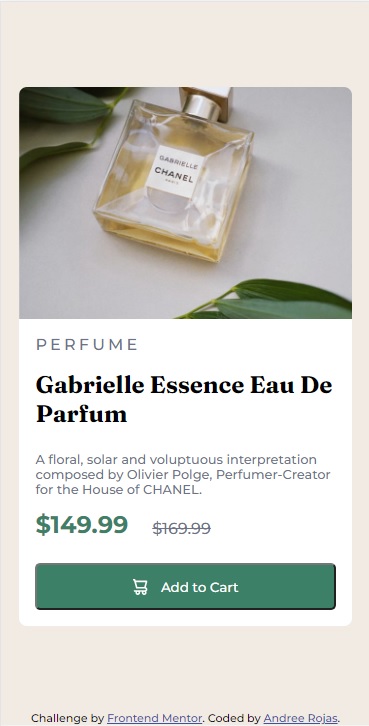 GABRIELLE
CHANEL
PARIS
PERFUME
Gabrielle Essence Eau De
Parfum
A floral, solar and voluptuous interpretation
composed by Olivier Polge, Perfumer-Creator
for the House of CHANEL.
$149.99 $169.99
Add to Cart
Challenge by Frontend Mentor. Coded by Andree Rojas.